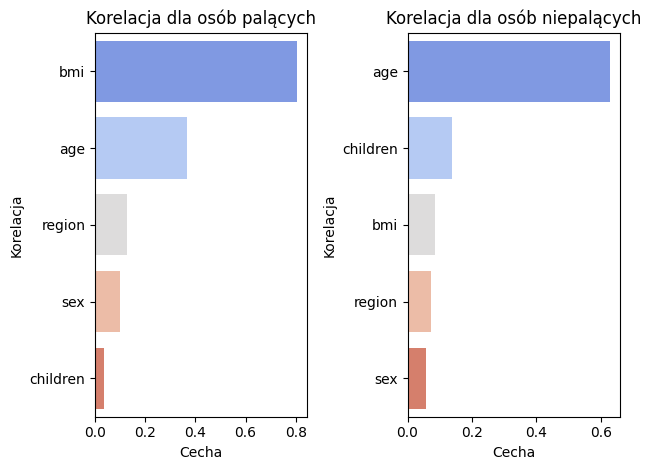 Korelacja dla osób palących
Korelacja
bmi
age
region
sex
children
0.0 0.2 0.4 0.6 0.8
Cecha
Korelacja dla osób niepalących
Korelacja
age
children
bmi
region
sex
0.0 0.2 0.4 0.6
Cecha